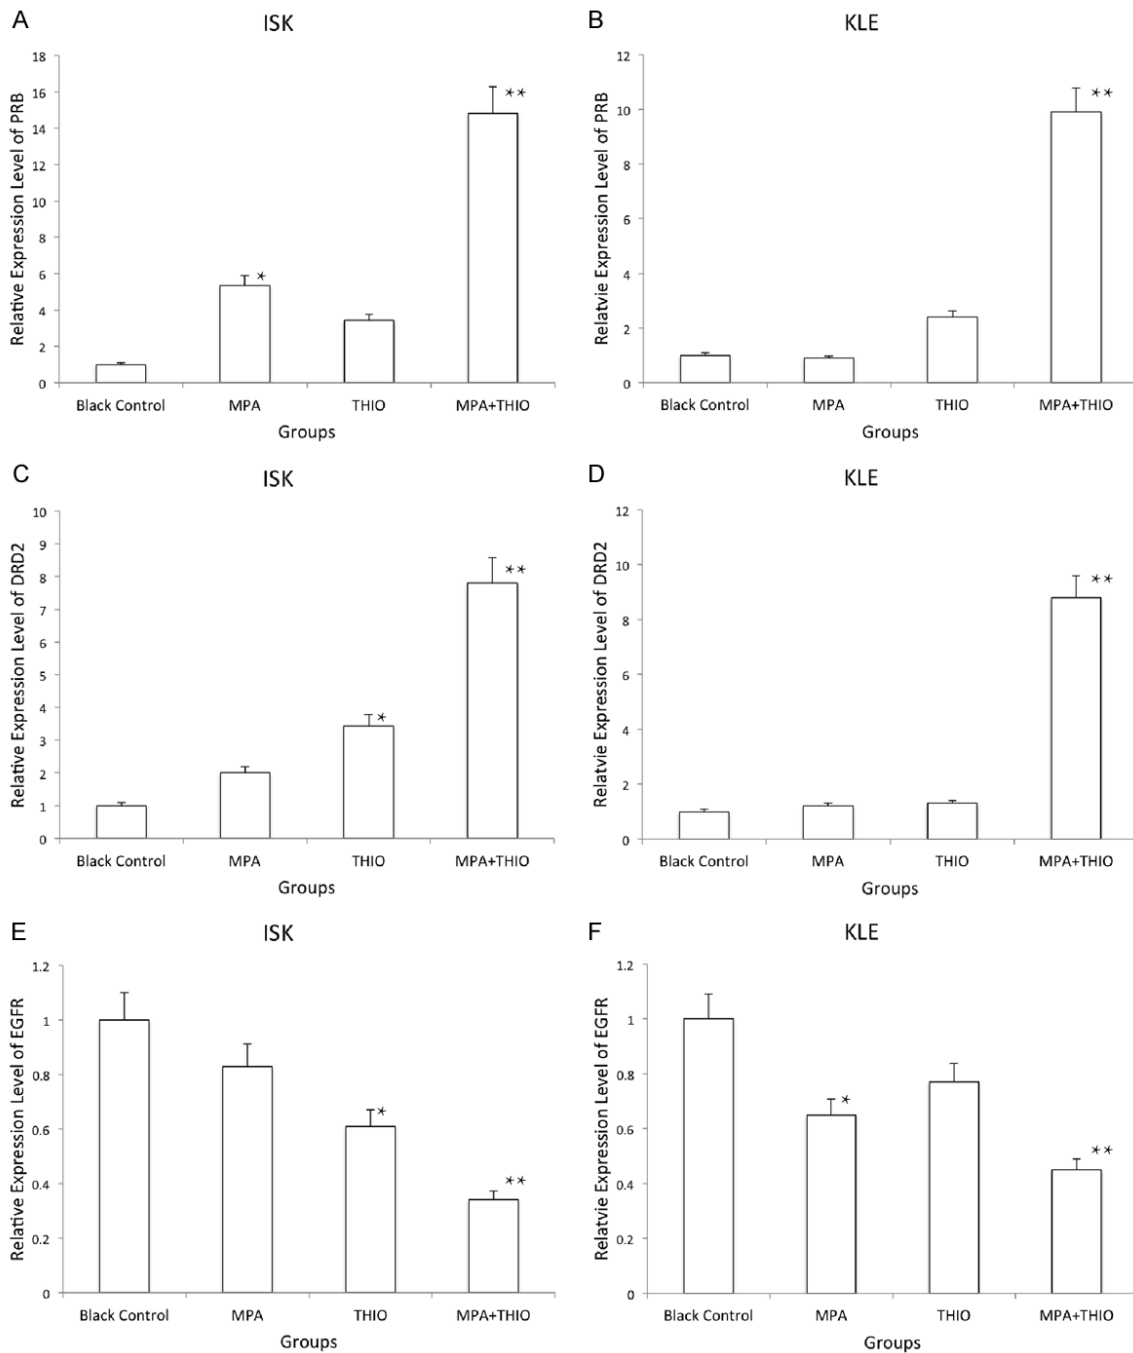 A
ISK
Relative Expression Level of PRB
18
16
14
12
10
8
6
4
2
0
*
**
Black Control MPA THIO MPA+THIO
Groups
B
KLE
Relatvie Expression Level of PRB
12
10
8
6
4
2
0
**
Black Control MPA THIO MPA+THIO
Groups
C
ISK
Relative Expression Level of DRD2
10
9
8
7
6
5
4
3
2
1
0
*
**
Black Control MPA THIO MPA+THIO
Groups
D
KLE
Relatvie Expression Level of DRD2
12
10
8
6
4
2
0
**
Black Control MPA THIO MPA+THIO
Groups
E
ISK
Relative Expression Level of EGFR
1.2
1
0.8
0.6
0.4
0.2
0
*
**
Black Control MPA THIO MPA+THIO
Groups
F
KLE
Relatvie Expression Level of EGFR
1.2
1
0.8
0.6
0.4
0.2
0
*
**
Black Control MPA THIO MPA+THIO
Groups